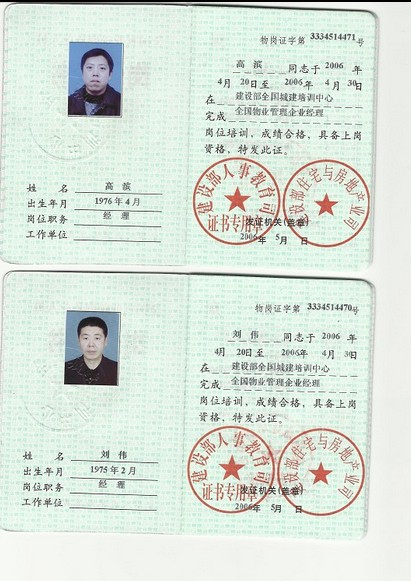 物岗证字第 3334514471号
高 滨 同志于 2006 年
4月 20日至 2006年 4月 30日
在 建设部全国城建培训中心
完成 全国物业管理企业经理
岗位培训，成绩合格，具备上岗
资格，特发此证。
建设部人事教育司
证书专用章
建设部住宅与房地产业司
发证机关(盖章)
2006年 5月 日
姓 名 高 滨
出生年月 1976年4月
岗位职务 经 理
工作单位
物岗证字第 3334514470号
刘 伟 同志于 2006 年
4月 20日至 2006年 4月 30日
在 建设部全国城建培训中心
完成 全国物业管理企业经理
岗位培训，成绩合格，具备上岗
资格，特发此证。
建设部人事教育司
证书专用章
建设部住宅与房地产业司
发证机关(盖章)
2006年 5月 日
姓 名 刘 伟
出生年月 1975年2月
岗位职务 经 理
工作单位